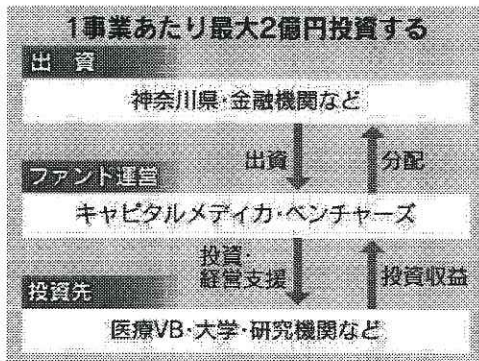 1事業あたり最大2億円投資する
出 資
神奈川県・金融機関など
出資
分配
ファンド運営
キャピタルメディカ・ベンチャーズ
投資・
経営支援
投資収益
投資先
医療VB・大学・研究機関など